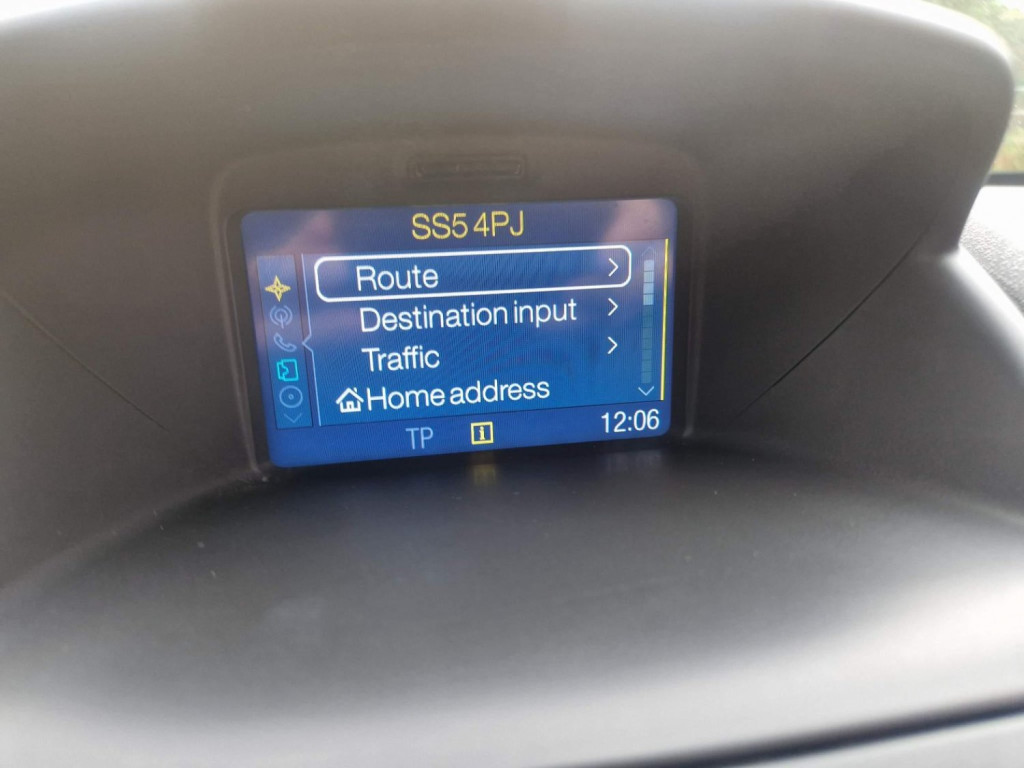 SS5 4PJ
Route
Destination input
Traffic
Home address
TP
12:06